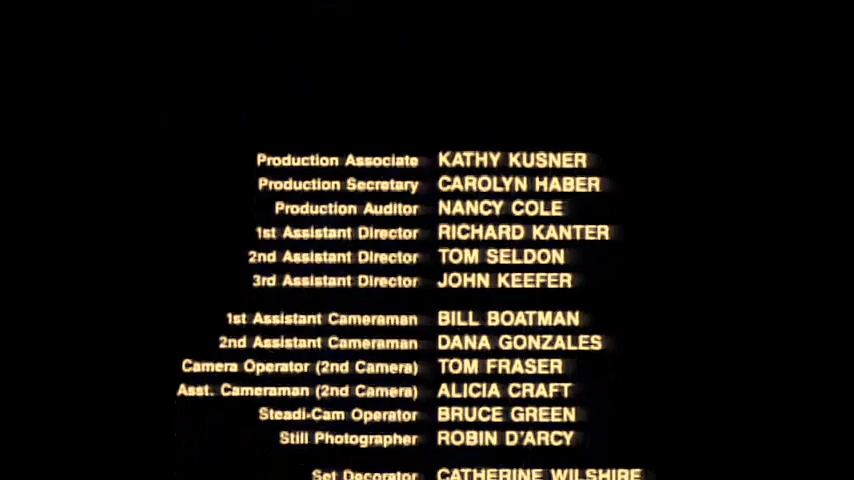 Production Associate KATHY KUSNER
Production Secretary CAROLYN HABER
Production Auditor NANCY COLE
1st Assistant Director RICHARD KANTER
2nd Assistant Director TOM SELDON
3rd Assistant Director JOHN KEEFER
1st Assistant Cameraman BILL BOATMAN
2nd Assistant Cameraman DANA GONZALES
Camera Operator (2nd Camera) TOM FRASER
Asst. Cameraman (2nd Camera) ALICIA CRAFT
Steadi-Cam Operator BRUCE GREEN
Still Photographer ROBIN D'ARCY
Set Decorator CATHERINE WILSHIRE